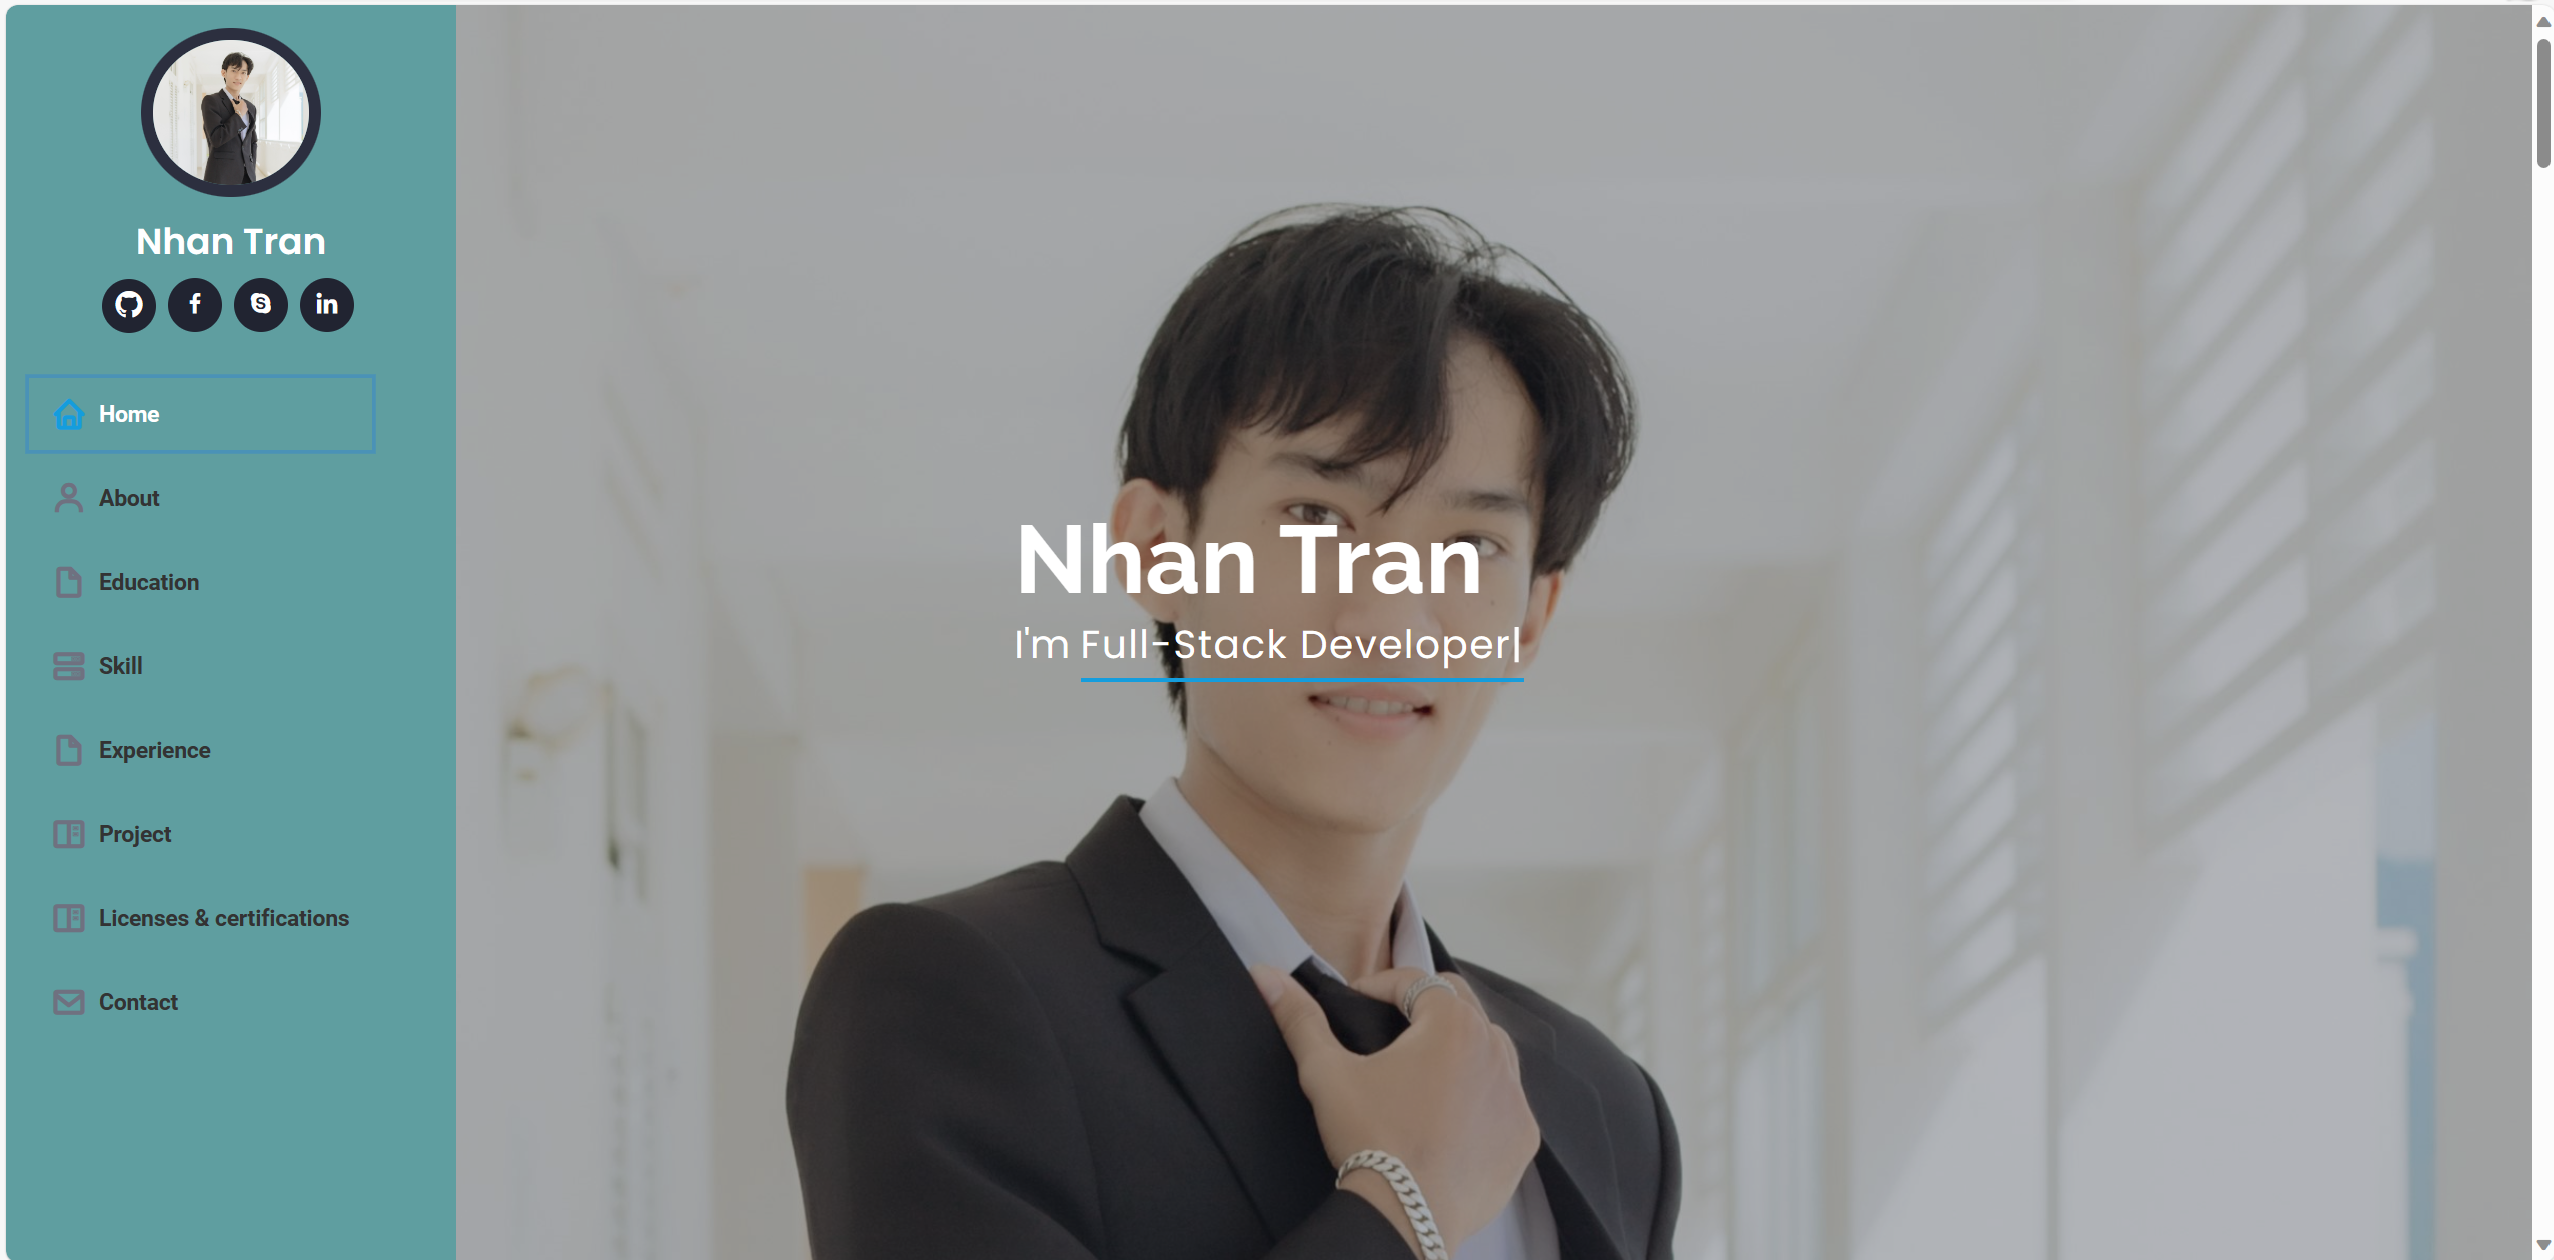 Nhan Tran
Home
About
Education
Skill
Experience
Project
Licenses & certifications
Contact
Nhan Tran
I'm Full-Stack Developer|